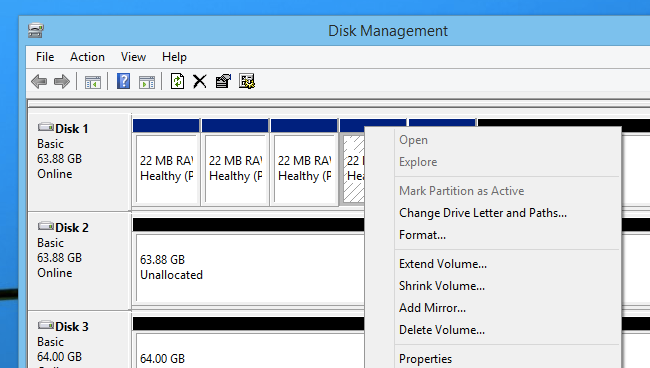 Disk Management
File Action View Help
Disk 1
Basic
63.88 GB
Online
22 MB RAW
Healthy (P
22 MB RAW
Healthy (P
22 MB RAW
Healthy (P
22
Hea
Open
Explore
Mark Partition as Active
Change Drive Letter and Paths...
Format...
Extend Volume...
Shrink Volume...
Add Mirror...
Delete Volume...
Properties
Disk 2
Basic
63.88 GB
Online
63.88 GB
Unallocated
Disk 3
Basic
64.00 GB
Online
64.00 GB